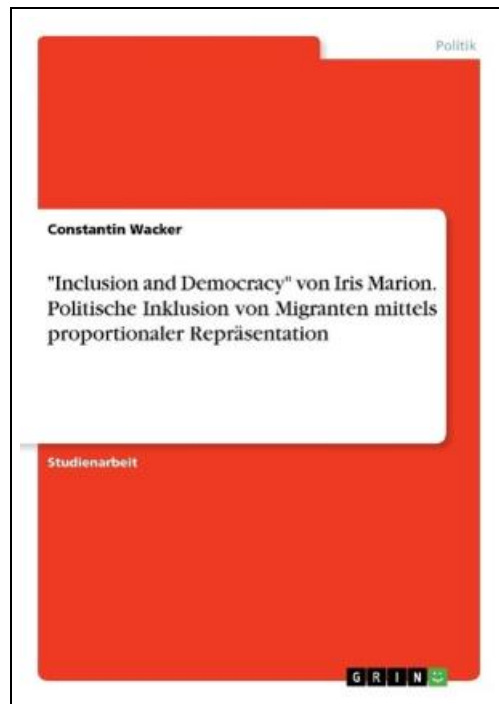 Politik
Constantin Wacker
"Inclusion and Democracy" von Iris Marion.
Politische Inklusion von Migranten mittels
proportionaler Repräsentation
Studienarbeit
GRIN